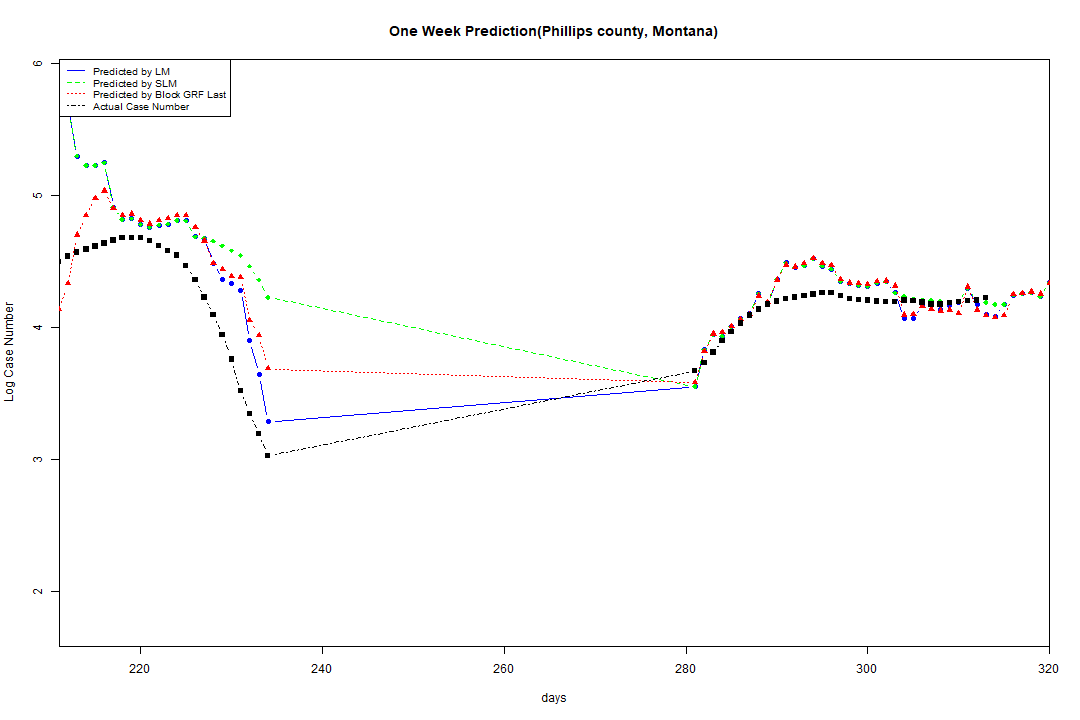 One Week Prediction(Phillips county, Montana)
Predicted by LM
Predicted by SLM
Predicted by Block GRF Last
Actual Case Number
Log Case Number
6
5
4
3
2
220 240 260 280 300 320
days